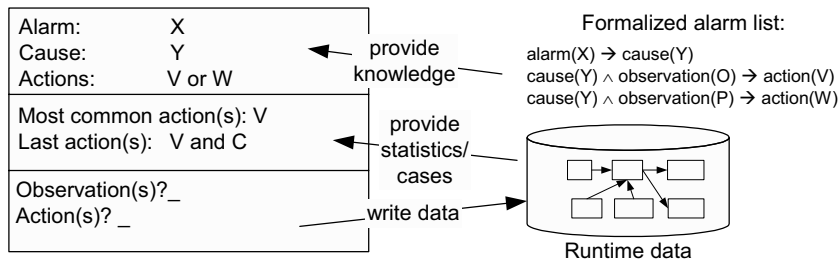 Alarm: X
Cause: Y
Actions: V or W
Most common action(s): V
Last action(s): V and C
Observation(s)?_
Action(s)? _
provide
knowledge
provide
statistics/
cases
write data
Formalized alarm list:
alarm(X) → cause(Y)
cause(Y) ∧ observation(O) → action(V)
cause(Y) ∧ observation(P) → action(W)
Runtime data